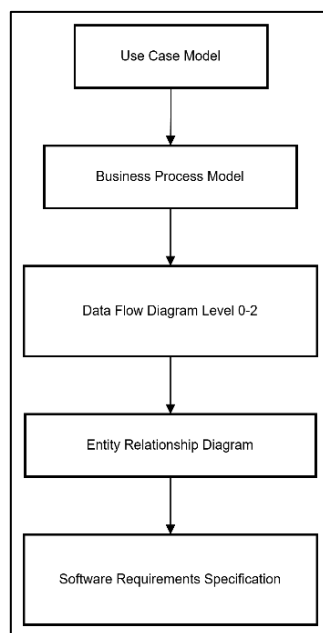 Use Case Model
Business Process Model
Data Flow Diagram Level 0-2
Entity Relationship Diagram
Software Requirements Specification